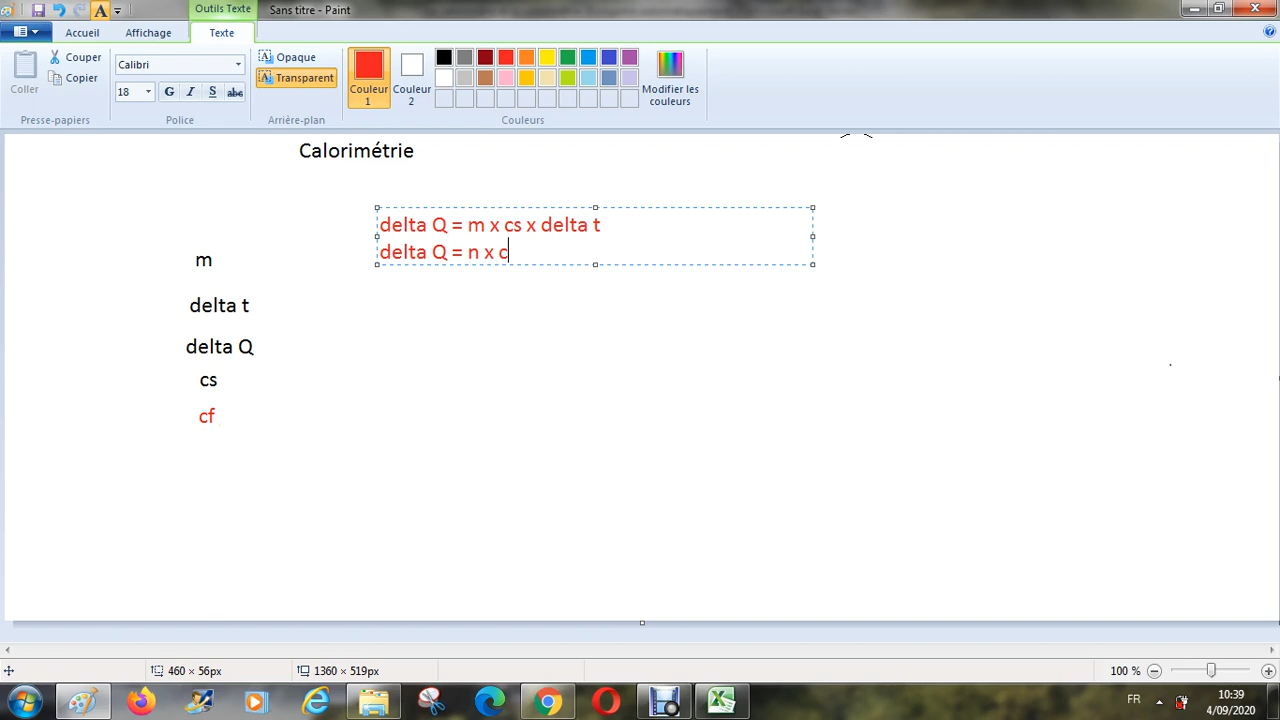 Outils Texte
Sans titre - Paint
Accueil
Affichage
Texte
Coller
Couper
Copier
Presse-papiers
Calibri
18
G I S abc
Police
Opaque
Transparent
Arrière-plan
Couleur 1
Couleur 2
Modifier les couleurs
Couleurs
Calorimétrie
delta Q = m x cs x delta t
delta Q = n x c
m
delta t
delta Q
cs
cf
460 × 56px
1360 × 519px
100 %
FR
10:39
4/09/2020